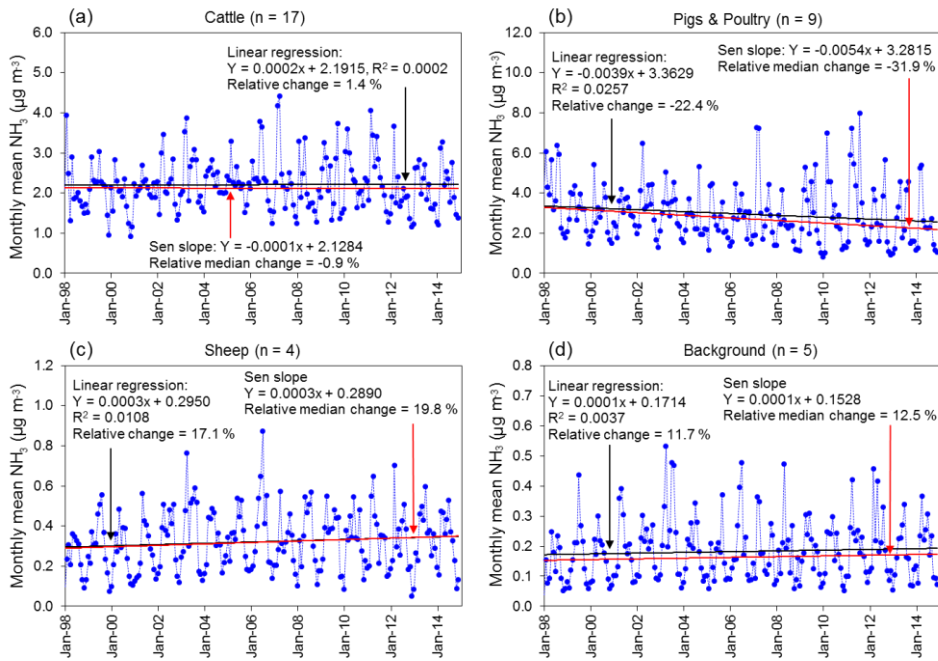 (a)
Cattle (n = 17)
Monthly mean NH₃ (µg m⁻³)
6.0
5.0
4.0
3.0
2.0
1.0
0.0
Linear regression:
Y = 0.0002x + 2.1915, R² = 0.0002
Relative change = 1.4 %
Sen slope: Y = -0.0001x + 2.1284
Relative median change = -0.9 %
Jan-98
Jan-00
Jan-02
Jan-04
Jan-06
Jan-08
Jan-10
Jan-12
Jan-14
(b)
Pigs & Poultry (n = 9)
Monthly mean NH₃ (µg m⁻³)
12.0
10.0
8.0
6.0
4.0
2.0
0.0
Linear regression:
Y = -0.0039x + 3.3629
R² = 0.0257
Relative change = -22.4 %
Sen slope: Y = -0.0054x + 3.2815
Relative median change = -31.9 %
Jan-98
Jan-00
Jan-02
Jan-04
Jan-06
Jan-08
Jan-10
Jan-12
Jan-14
(c)
Sheep (n = 4)
Monthly mean NH₃ (µg m⁻³)
1.2
1.0
0.8
0.6
0.4
0.2
0.0
Linear regression:
Y = 0.0003x + 0.2950
R² = 0.0108
Relative change = 17.1 %
Sen slope
Y = 0.0003x + 0.2890
Relative median change = 19.8 %
Jan-98
Jan-00
Jan-02
Jan-04
Jan-06
Jan-08
Jan-10
Jan-12
Jan-14
(d)
Background (n = 5)
Monthly mean NH₃ (µg m⁻³)
0.8
0.7
0.6
0.5
0.4
0.3
0.2
0.1
0.0
Linear regression:
Y = 0.0001x + 0.1714
R² = 0.0037
Relative change = 11.7 %
Sen slope
Y = 0.0001x + 0.1528
Relative median change = 12.5 %
Jan-98
Jan-00
Jan-02
Jan-04
Jan-06
Jan-08
Jan-10
Jan-12
Jan-14